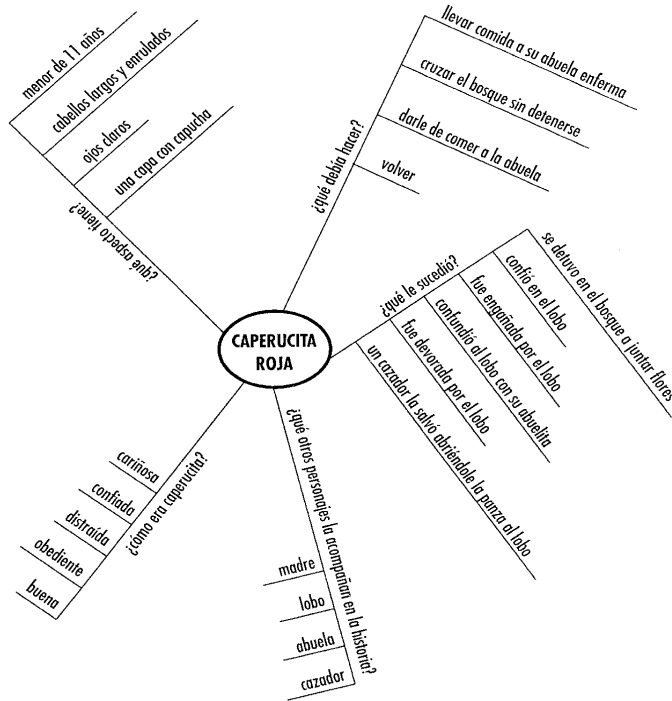 CAPERUCITA
ROJA
¿qué aspecto tiene?
menor de 11 años
cabellos largos y enrulados
ojos claros
una capa con capucha
¿qué debía hacer?
llevar comida a su abuela enferma
cruzar el bosque sin detenerse
darle de comer a la abuela
volver
¿qué le sucedió?
se detuvo en el bosque a juntar flores
confió en el lobo
fue engañada por el lobo
confundió al lobo con su abuelita
fue devorada por el lobo
un cazador la salvó abriéndole la panza al lobo
¿qué otros personajes la acompañan en la historia?
madre
lobo
abuela
cazador
¿cómo era caperucita?
cariñosa
confiada
distraída
obediente
buena